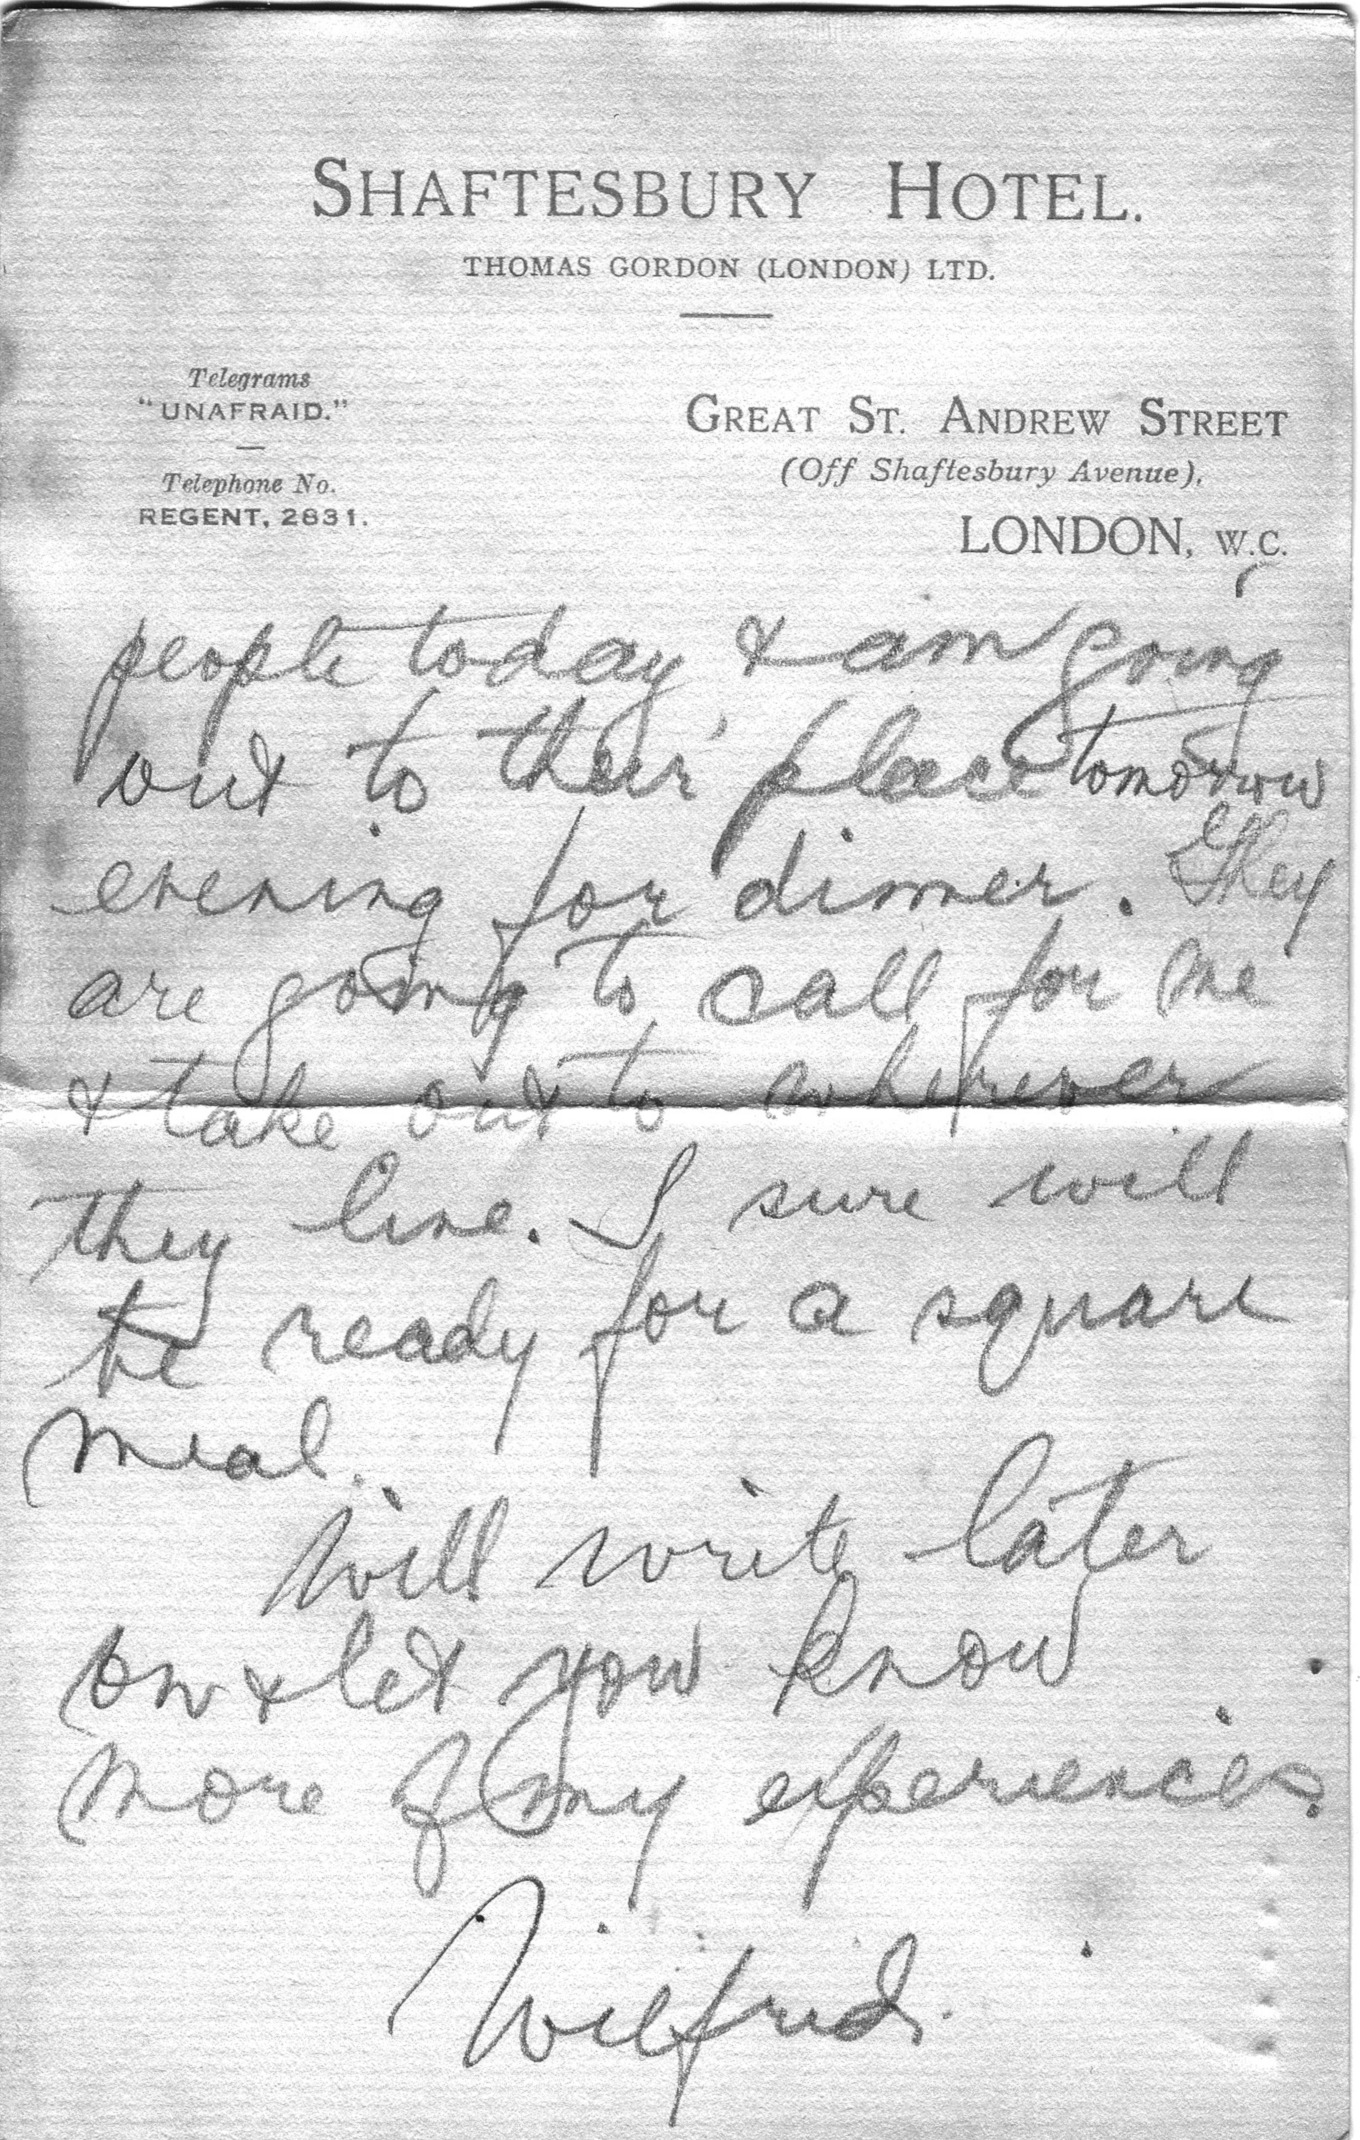 SHAFTESBURY HOTEL.
THOMAS GORDON (LONDON) LTD.
Telegrams
"UNAFRAID."
Telephone No.
REGENT, 2831.
GREAT ST. ANDREW STREET
(Off Shaftesbury Avenue),
LONDON, W.C.
people today & am going
out to their place tomorrow
evening for dinner. They
are going to call for me
& take out to wherever
they live. I sure will
be ready for a square
meal.
Will write later
on & let you know
more of my experiences.
Wilfrid.